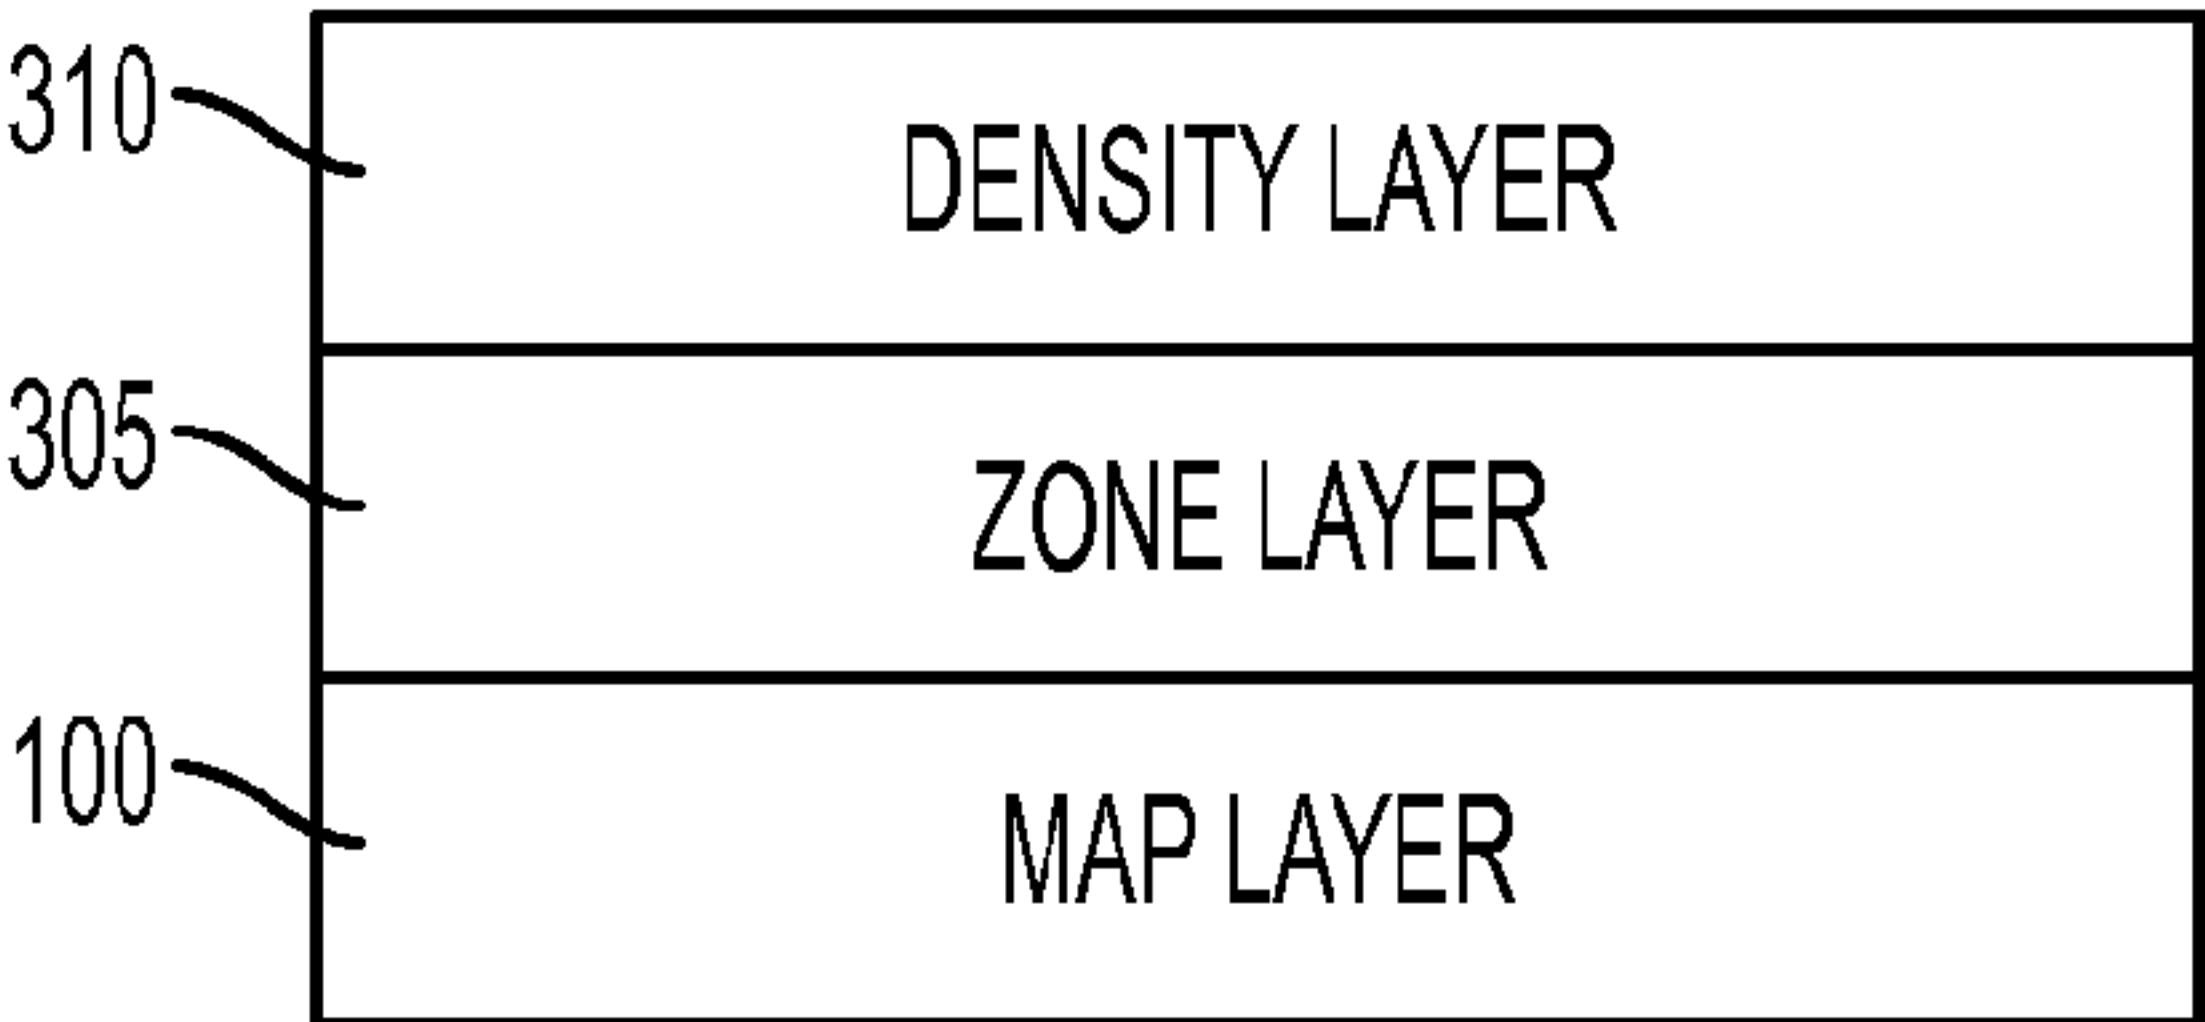 310
DENSITY LAYER
305
ZONE LAYER
100
MAP LAYER